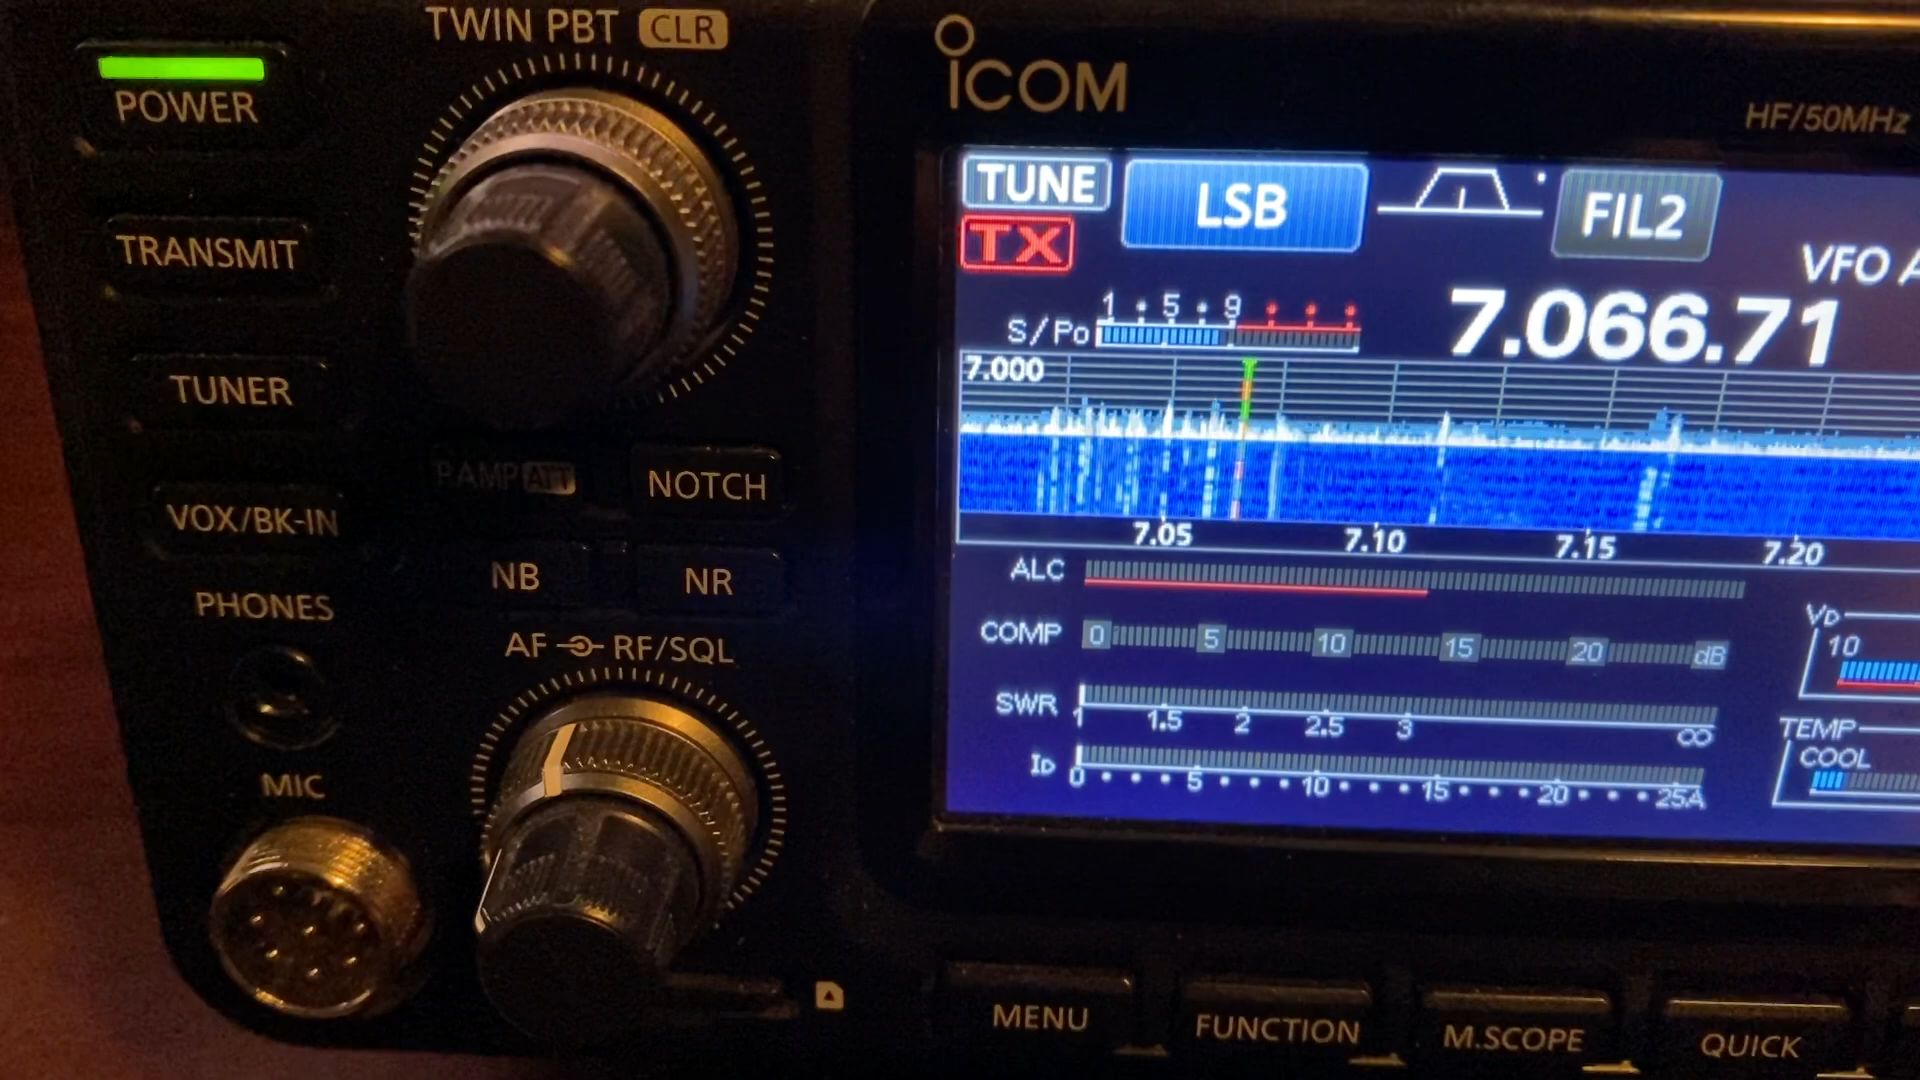 TWIN PBT CLR
POWER
TRANSMIT
TUNER
VOX/BK-IN
PHONES
MIC
P.AMP ATT
NOTCH
NB
NR
AF RF/SQL
ICOM
HF/50MHz
TUNE
LSB
FIL2
TX
VFO A
S/Po 1 5 9
7.066.71
7.000
7.05 7.10 7.15 7.20
ALC
COMP 0 5 10 15 20 dB
SWR 1 1.5 2 2.5 3 ∞
ID 0 5 10 15 20 25A
VD
10
TEMP
COOL
MENU
FUNCTION
M.SCOPE
QUICK